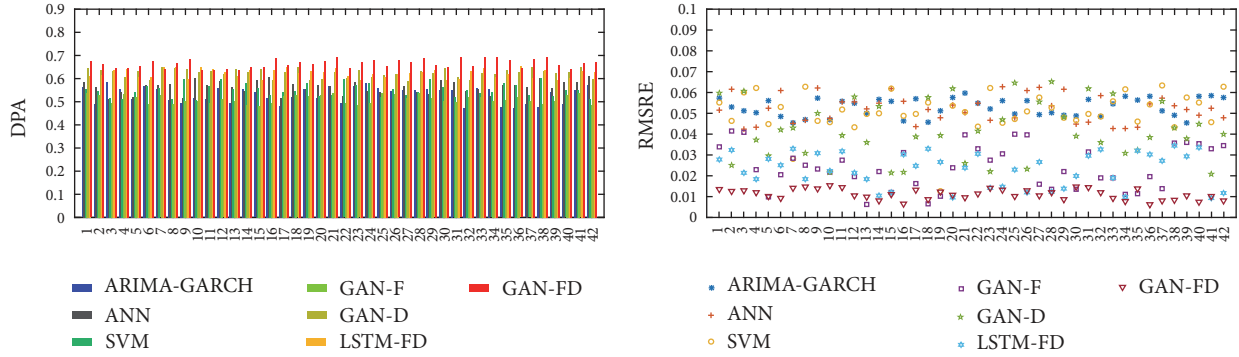 DPA
0.9
0.8
0.7
0.6
0.5
0.4
0.3
0.2
0.1
0
1 2 3 4 5 6 7 8 9 10 11 12 13 14 15 16 17 18 19 20 21 22 23 24 25 26 27 28 29 30 31 32 33 34 35 36 37 38 39 40 41 42
ARIMA-GARCH
ANN
SVM
GAN-F
GAN-D
LSTM-FD
GAN-FD
RMSRE
0.1
0.09
0.08
0.07
0.06
0.05
0.04
0.03
0.02
0.01
0
1 2 3 4 5 6 7 8 9 10 11 12 13 14 15 16 17 18 19 20 21 22 23 24 25 26 27 28 29 30 31 32 33 34 35 36 37 38 39 40 41 42
ARIMA-GARCH
ANN
SVM
GAN-F
GAN-D
LSTM-FD
GAN-FD